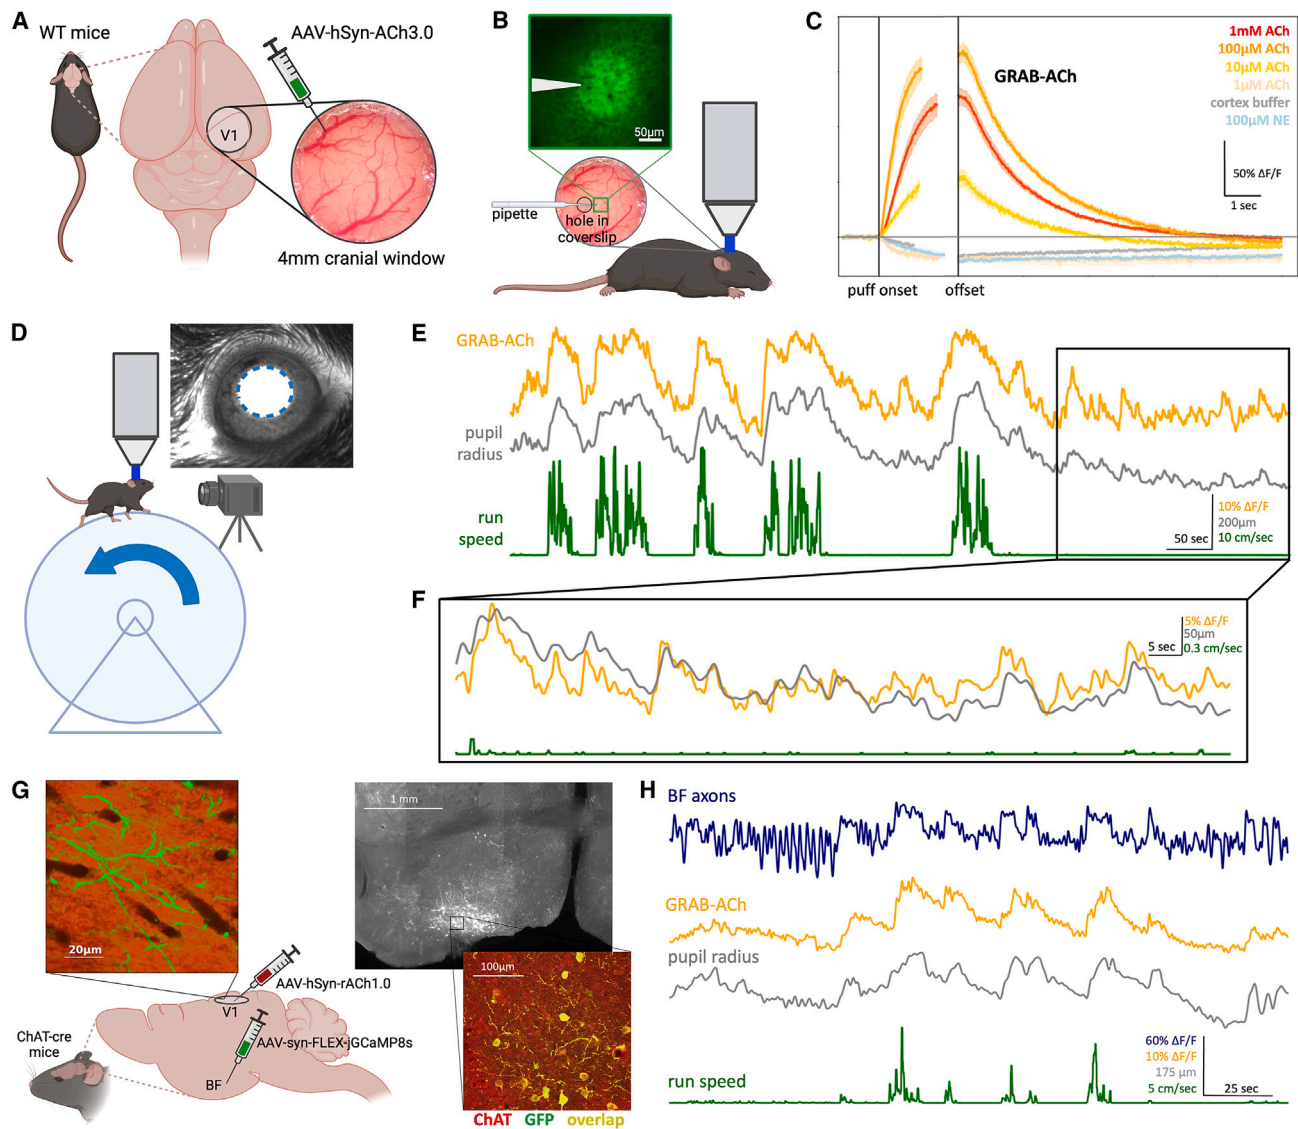 A
WT mice
AAV-hSyn-ACh3.0
V1
4mm cranial window
B
50µm
pipette
hole in
coverslip
C
GRAB-ACh
1mM ACh
100µM ACh
10µM ACh
1µM ACh
cortex buffer
100µM NE
50% ΔF/F
1 sec
puff onset
offset
D
E
GRAB-ACh
pupil
radius
run
speed
10% ΔF/F
200µm
10 cm/sec
50 sec
F
5% ΔF/F
50µm
0.3 cm/sec
5 sec
G
20µm
1 mm
100µm
AAV-hSyn-rACh1.0
V1
AAV-syn-FLEX-jGCaMP8s
ChAT-cre
mice
BF
ChAT GFP overlap
H
BF axons
GRAB-ACh
pupil radius
run speed
60% ΔF/F
10% ΔF/F
175 µm
5 cm/sec
25 sec